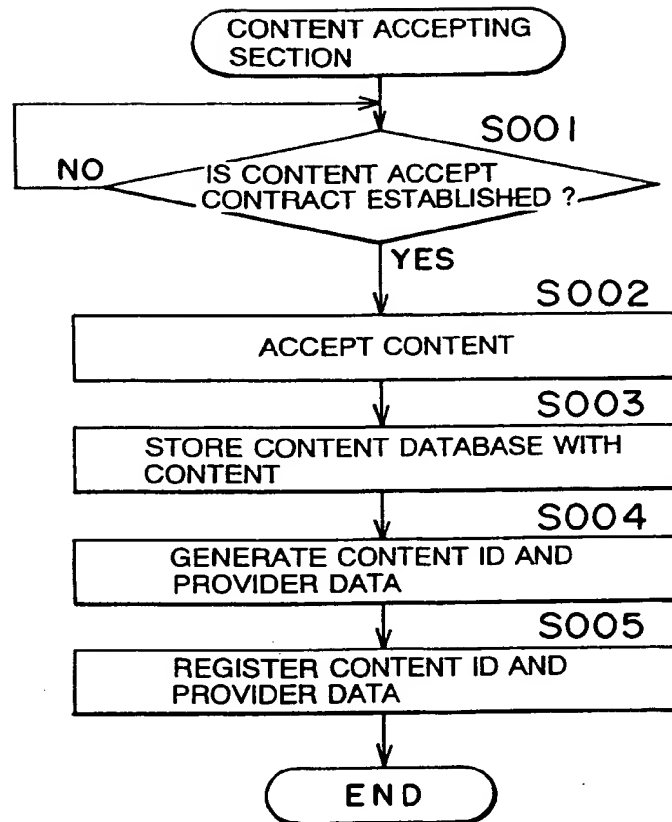 CONTENT ACCEPTING
SECTION
S001
NO
IS CONTENT ACCEPT
CONTRACT ESTABLISHED ?
YES
S002
ACCEPT CONTENT
S003
STORE CONTENT DATABASE WITH
CONTENT
S004
GENERATE CONTENT ID AND
PROVIDER DATA
S005
REGISTER CONTENT ID AND
PROVIDER DATA
END